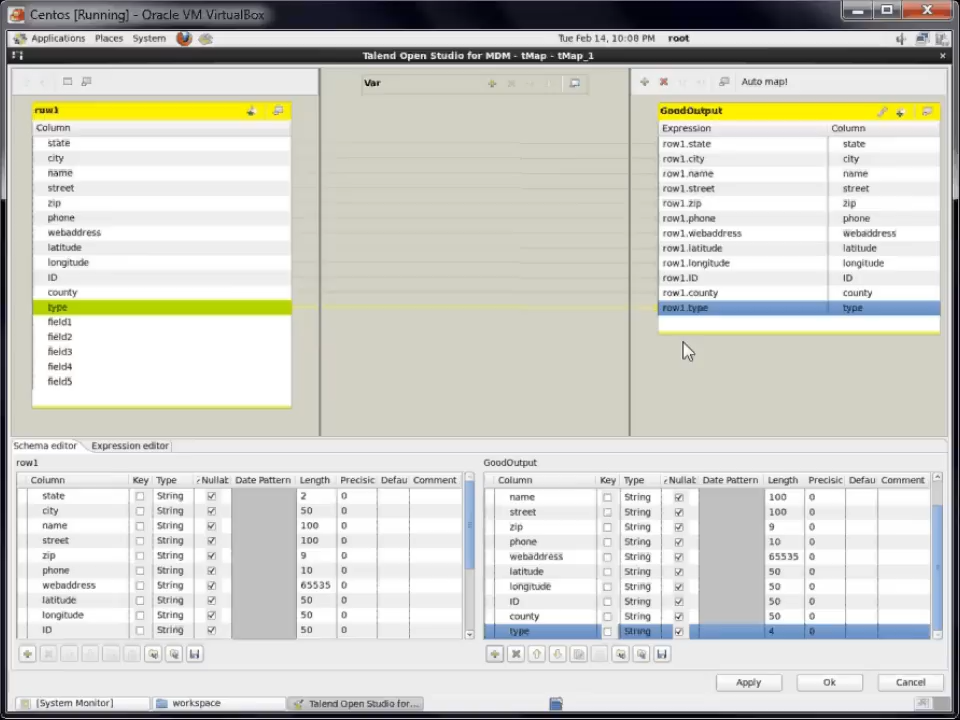 Centos [Running] - Oracle VM VirtualBox
Applications Places System Tue Feb 14, 10:08 PM root
Talend Open Studio for MDM - tMap - tMap_1
Var Auto map!
row1 GoodOutput
Column Expression Column
state row1.state state
city row1.city city
name row1.name name
street row1.street street
zip row1.zip zip
phone row1.phone phone
webaddress row1.webaddress webaddress
latitude row1.latitude latitude
longitude row1.longitude longitude
ID row1.ID ID
county row1.county county
type row1.type type
field1
field2
field3
field4
field5
Schema editor Expression editor
row1 GoodOutput
Column Key Type Nullab Date Pattern Length Precisic Defau Comment Column Key Type Nullab Date Pattern Length Precisic Defau Comment
state String 2 0 name String 100 0
city String 50 0 street String 100 0
name String 100 0 zip String 9 0
street String 100 0 phone String 10 0
zip String 9 0 webaddress String 65535 0
phone String 10 0 latitude String 50 0
webaddress String 65535 0 longitude String 50 0
latitude String 50 0 ID String 50 0
longitude String 50 0 county String 50 0
ID String 50 0 type String 4 0
Apply Ok Cancel
[System Monitor] workspace Talend Open Studio for...